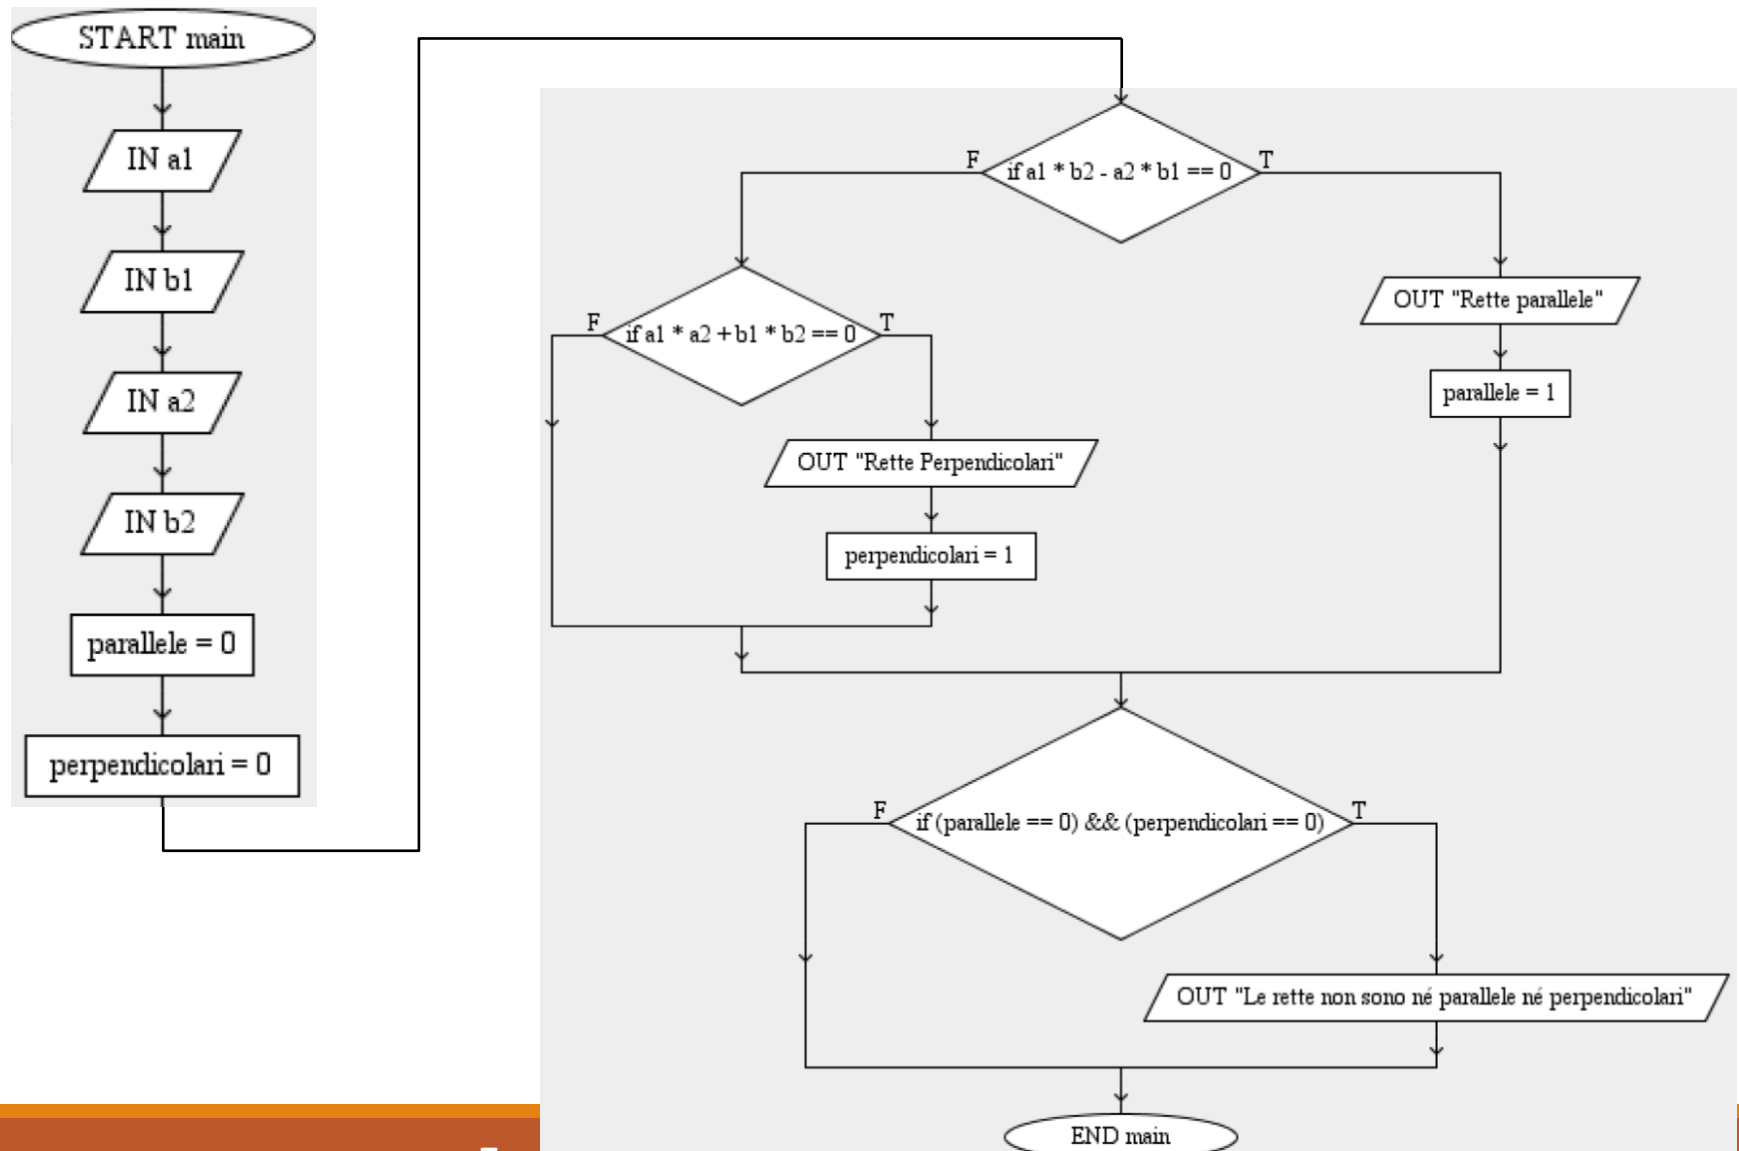 START main
IN a1
IN b1
IN a2
IN b2
parallele = 0
perpendicolari = 0
F
if a1 * b2 - a2 * b1 == 0
T
F
if a1 * a2 + b1 * b2 == 0
T
OUT "Rette parallele"
parallele = 1
OUT "Rette Perpendicolari"
perpendicolari = 1
F
if (parallele == 0) && (perpendicolari == 0)
T
OUT "Le rette non sono né parallele né perpendicolari"
END main